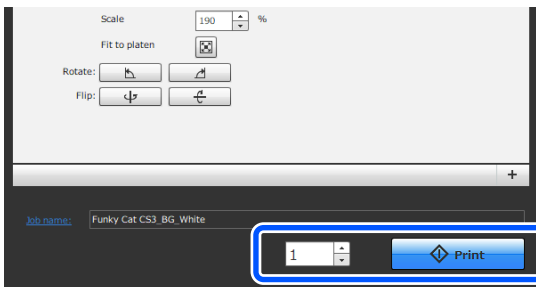 Scale 190 %
Fit to platen
Rotate:
Flip:
+
Job name: Funky Cat CS3_BG_White
1 Print